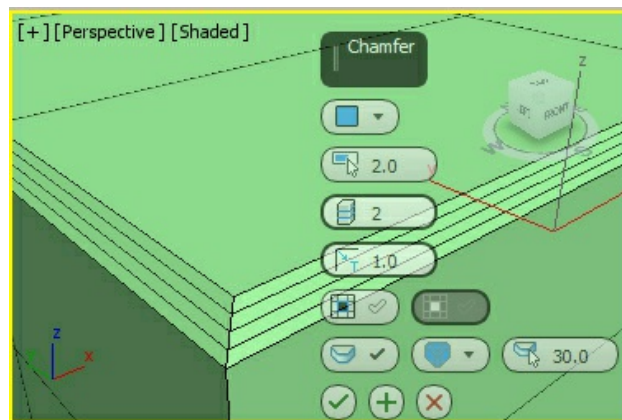 [+] [Perspective ] [Shaded ]
Chamfer
z
FRONT
2.0
y
2
T 1.0
z
x
30.0